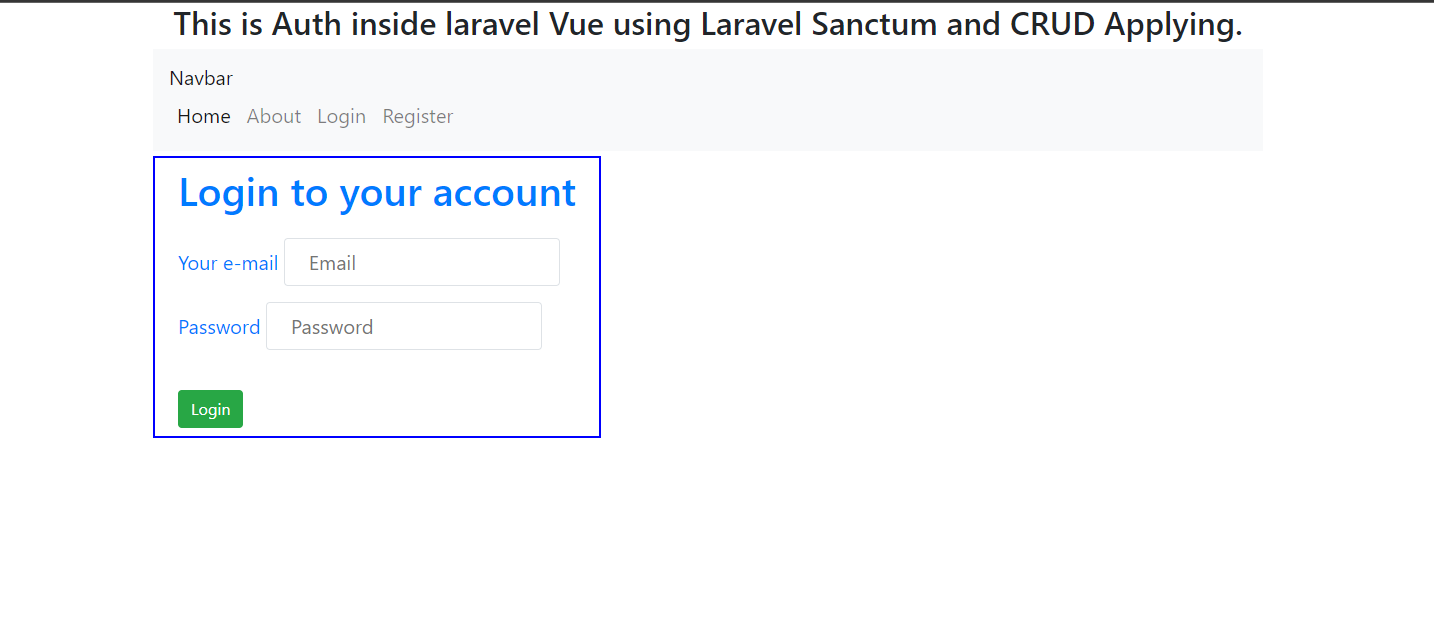 This is Auth inside laravel Vue using Laravel Sanctum and CRUD Applying.
Navbar
Home About Login Register
Login to your account
Your e-mail Email
Password Password
Login